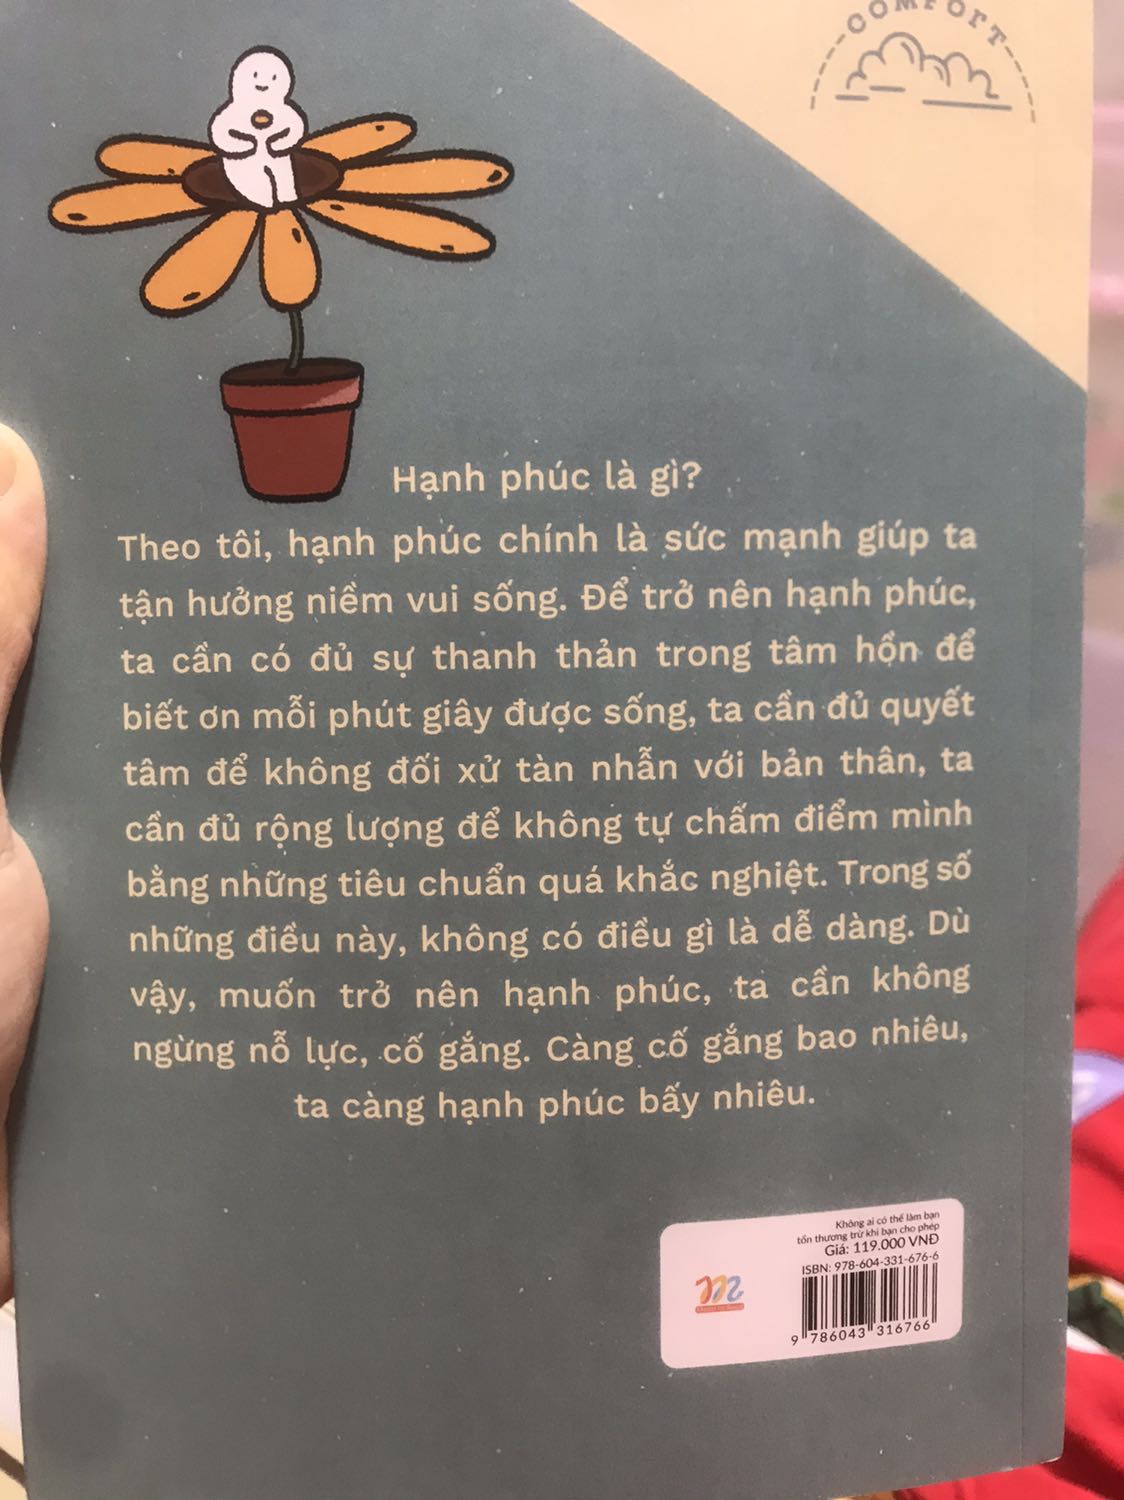 COMFORT
Hạnh phúc là gì?
Theo tôi, hạnh phúc chính là sức mạnh giúp ta
tận hưởng niềm vui sống. Để trở nên hạnh phúc,
ta cần có đủ sự thanh thản trong tâm hồn để
biết ơn mỗi phút giây được sống, ta cần đủ quyết
tâm để không đối xử tàn nhẫn với bản thân, ta
cần đủ rộng lượng để không tự chấm điểm mình
bằng những tiêu chuẩn quá khắc nghiệt. Trong số
những điều này, không có điều gì là dễ dàng. Dù
vậy, muốn trở nên hạnh phúc, ta cần không
ngừng nỗ lực, cố gắng. Càng cố gắng bao nhiêu,
ta càng hạnh phúc bấy nhiêu.
Không ai có thể làm bạn
tổn thương trừ khi bạn cho phép
Giá: 119.000 VNĐ
ISBN: 978-604-331-676-6
9 786043 316766